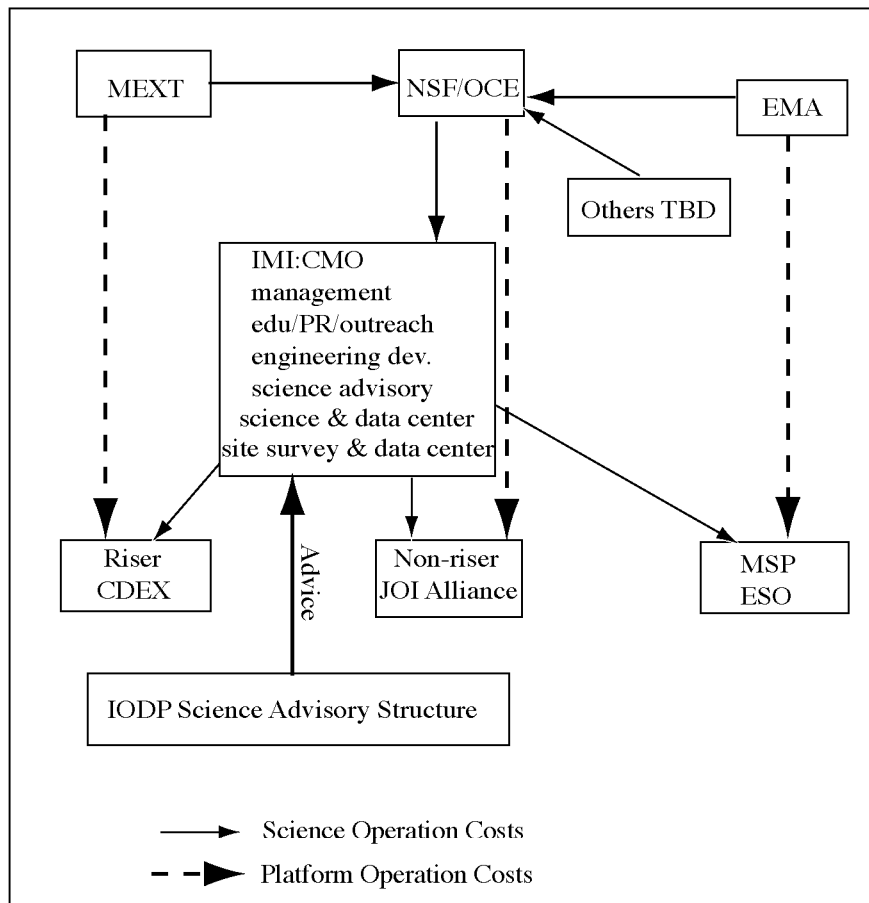 MEXT
NSF/OCE
EMA
Others TBD
IMI:CMO
management
edu/PR/outreach
engineering dev.
science advisory
science & data center
site survey & data center
Riser
CDEX
Advice
Non-riser
JOI Alliance
MSP
ESO
IODP Science Advisory Structure
Science Operation Costs
Platform Operation Costs